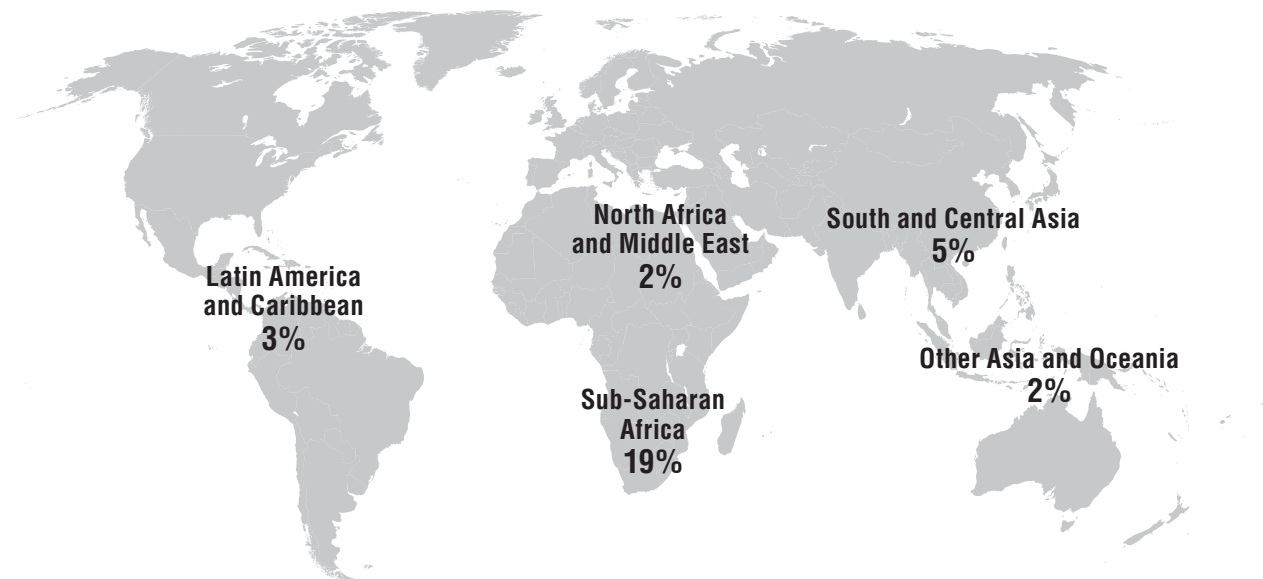 North Africa
and Middle East
2%
South and Central Asia
5%
Latin America
and Caribbean
3%
Other Asia and Oceania
2%
Sub-Saharan
Africa
19%